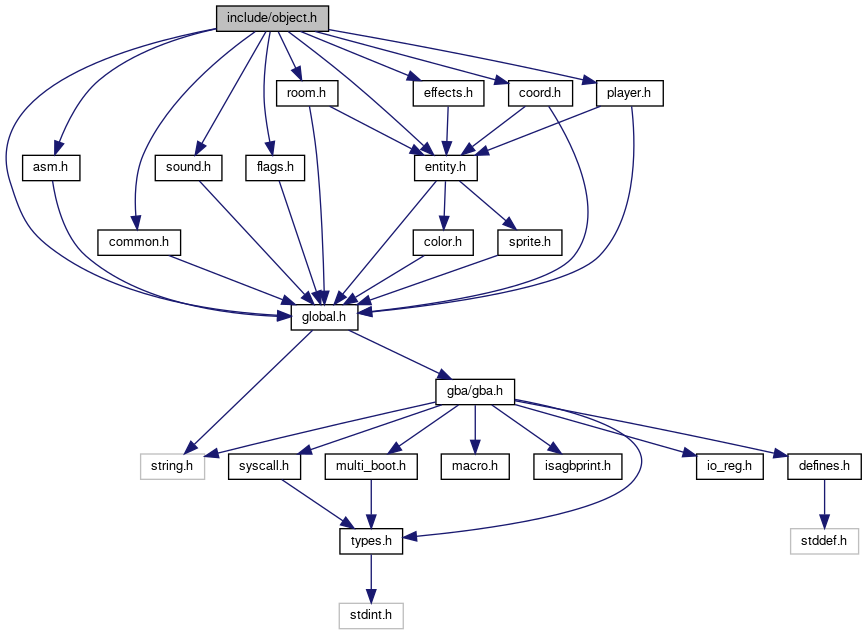 include/object.h
room.h
effects.h
coord.h
player.h
asm.h
sound.h
flags.h
entity.h
common.h
color.h
sprite.h
global.h
gba/gba.h
string.h
syscall.h
multi_boot.h
macro.h
isagbprint.h
io_reg.h
defines.h
types.h
stddef.h
stdint.h